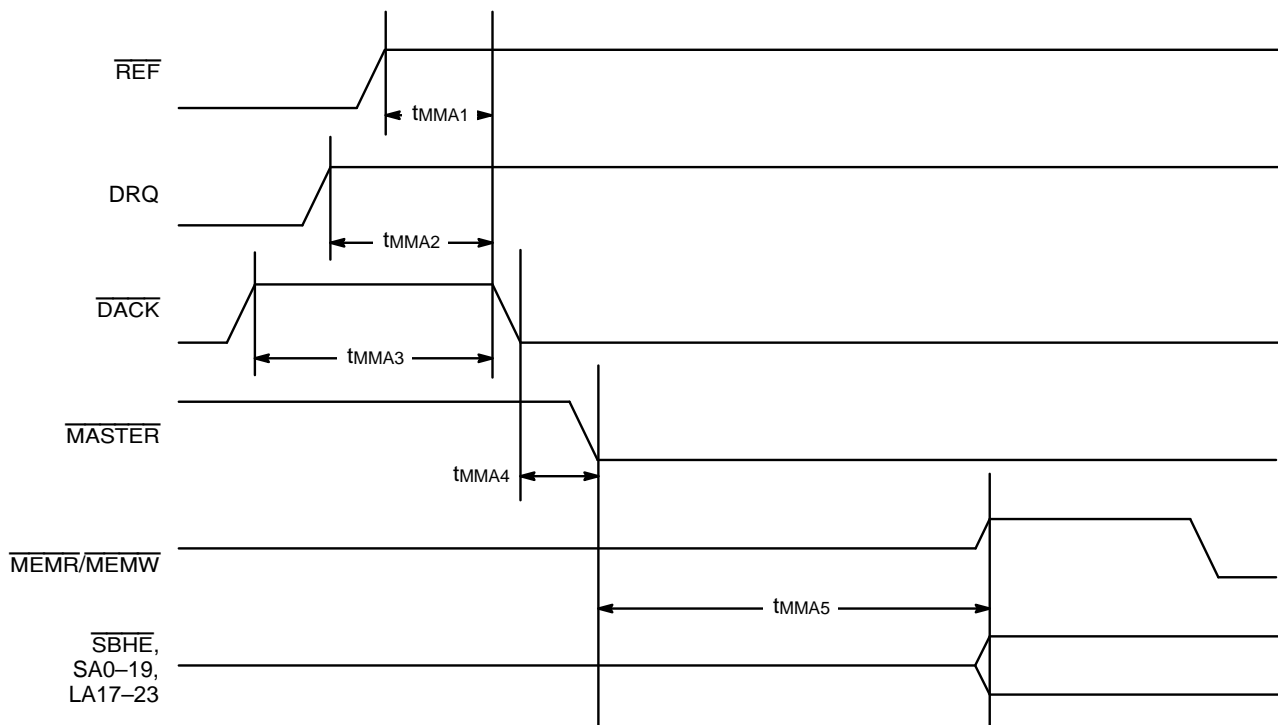 REF
tMMA1
DRQ
tMMA2
DACK
tMMA3
MASTER
tMMA4
MEMR/MEMW
tMMA5
SBHE,
SA0–19,
LA17–23